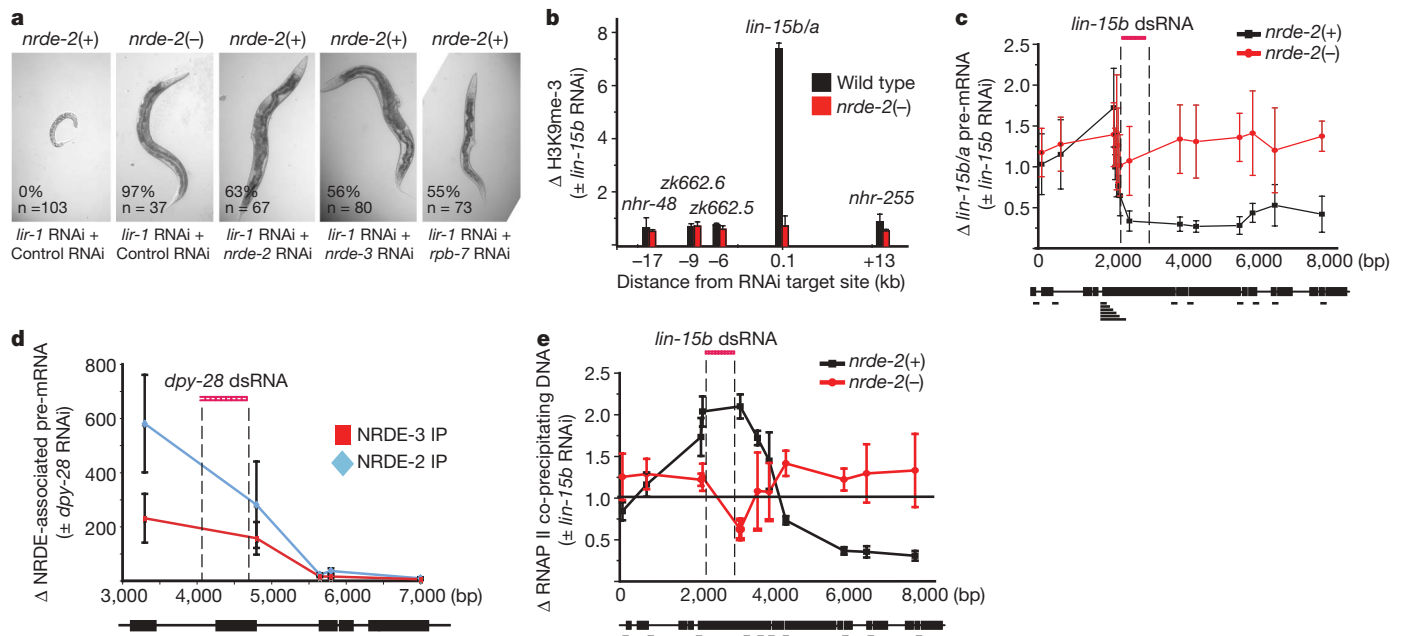 a
nrde-2(+) nrde-2(–) nrde-2(+) nrde-2(+) nrde-2(+)
0% 97% 63% 56% 55%
n =103 n = 37 n = 67 n = 80 n = 73
lir-1 RNAi + lir-1 RNAi + lir-1 RNAi + lir-1 RNAi + lir-1 RNAi +
Control RNAi Control RNAi nrde-2 RNAi nrde-3 RNAi rpb-7 RNAi
b
Δ H3K9me-3
(± lin-15b RNAi)
8
6
4
2
lin-15b/a
Wild type
nrde-2(–)
nhr-48
zk662.6
zk662.5
nhr-255
–17 –9 –6 0.1 +13
Distance from RNAi target site (kb)
c
lin-15b dsRNA
nrde-2(+)
nrde-2(–)
Δ lin-15b/a pre-mRNA
(± lin-15b RNAi)
2.5
2.0
1.5
1.0
0.5
0 2,000 4,000 6,000 8,000 (bp)
d
Δ NRDE-associated pre-mRNA
(± dpy-28 RNAi)
800
600
400
200
dpy-28 dsRNA
NRDE-3 IP
NRDE-2 IP
3,000 4,000 5,000 6,000 7,000 (bp)
e
lin-15b dsRNA
nrde-2(+)
nrde-2(–)
Δ RNAP II co-precipitating DNA
(± lin-15b RNAi)
2.5
2.0
1.5
1.0
0.5
0 2,000 4,000 6,000 8,000 (bp)